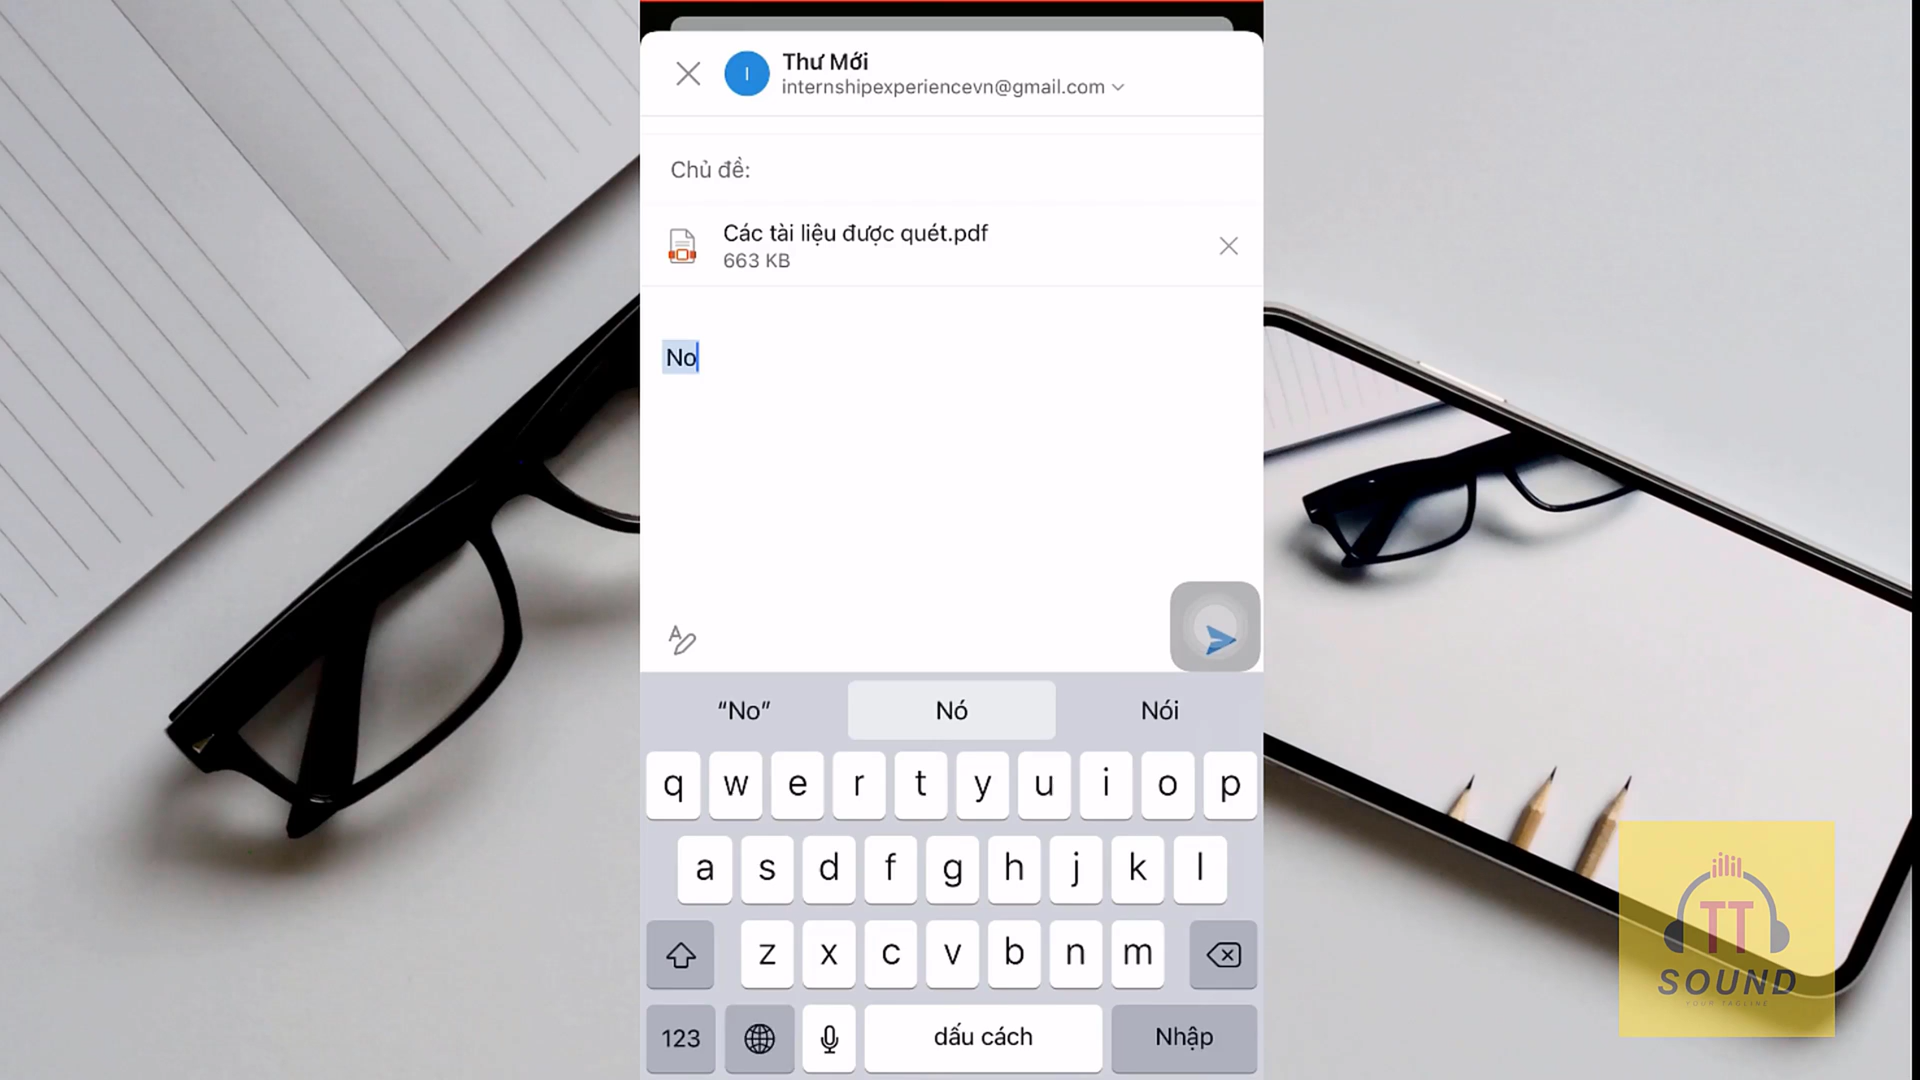 I
Thư Mới
internshipexperiencevn@gmail.com
Chủ đề:
Các tài liệu được quét.pdf
663 KB
No
“No” Nó Nói
q w e r t y u i o p
a s d f g h j k l
z x c v b n m
123 dấu cách Nhập
TT
SOUND
YOUR TAGLINE